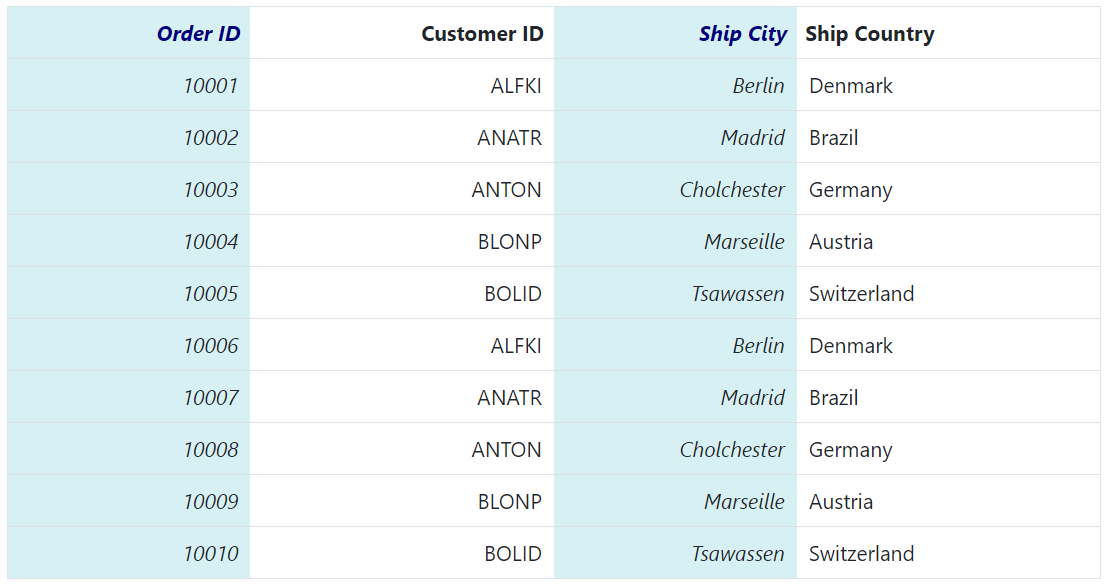 Order ID Customer ID Ship City Ship Country
10001 ALFKI Berlin Denmark
10002 ANATR Madrid Brazil
10003 ANTON Cholchester Germany
10004 BLONP Marseille Austria
10005 BOLID Tsawassen Switzerland
10006 ALFKI Berlin Denmark
10007 ANATR Madrid Brazil
10008 ANTON Cholchester Germany
10009 BLONP Marseille Austria
10010 BOLID Tsawassen Switzerland